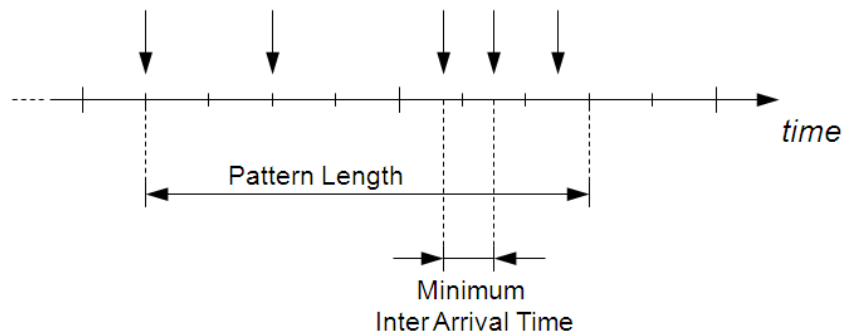 time
Pattern Length
Minimum
Inter Arrival Time